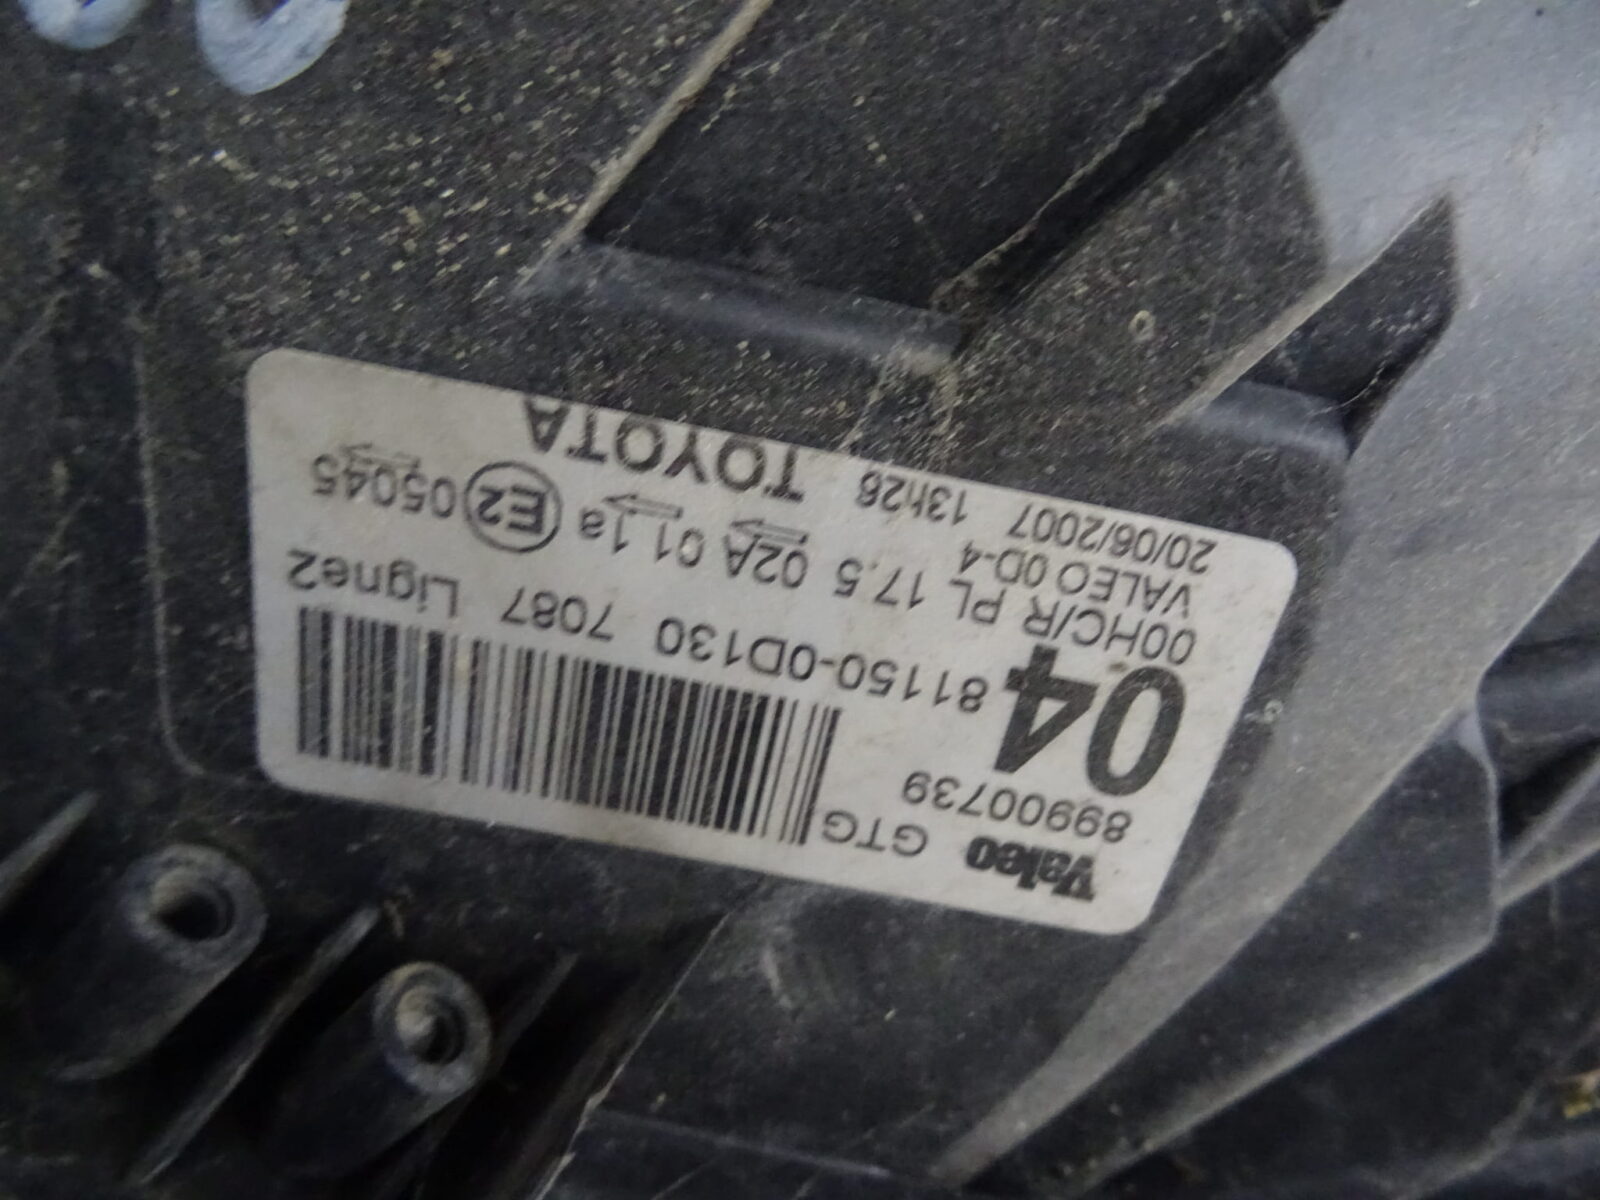 Valeo GTG
89900739
04 81150-0D130 7087 Ligne2
00HC/R PL 17.5 02A 01 1a E2 05045
VALEO 0D-4
20/06/2007 13h26 TOYOTA